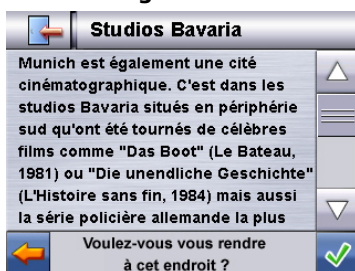 Studios Bavaria
Munich est également une cité
cinématographique. C'est dans les
studios Bavaria situés en périphérie
sud qu'ont été tournés de célèbres
films comme "Das Boot" (Le Bateau,
1981) ou "Die unendliche Geschichte"
(L'Histoire sans fin, 1984) mais aussi
la série policière allemande la plus
Voulez-vous vous rendre
à cet endroit ?